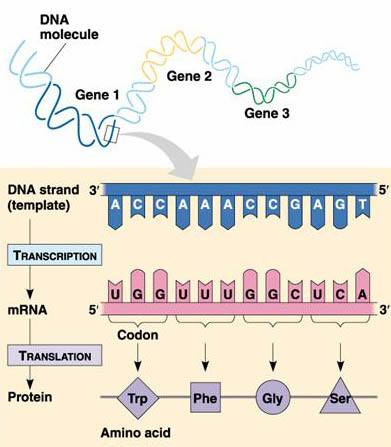 DNA
molecule
Gene 1
Gene 2
Gene 3
DNA strand 3' 5'
(template)
A C C A A A C C G A G T
TRANSCRIPTION
U G G U U U G G C U C A
mRNA 5' 3'
Codon
TRANSLATION
Protein
Trp Phe Gly Ser
Amino acid